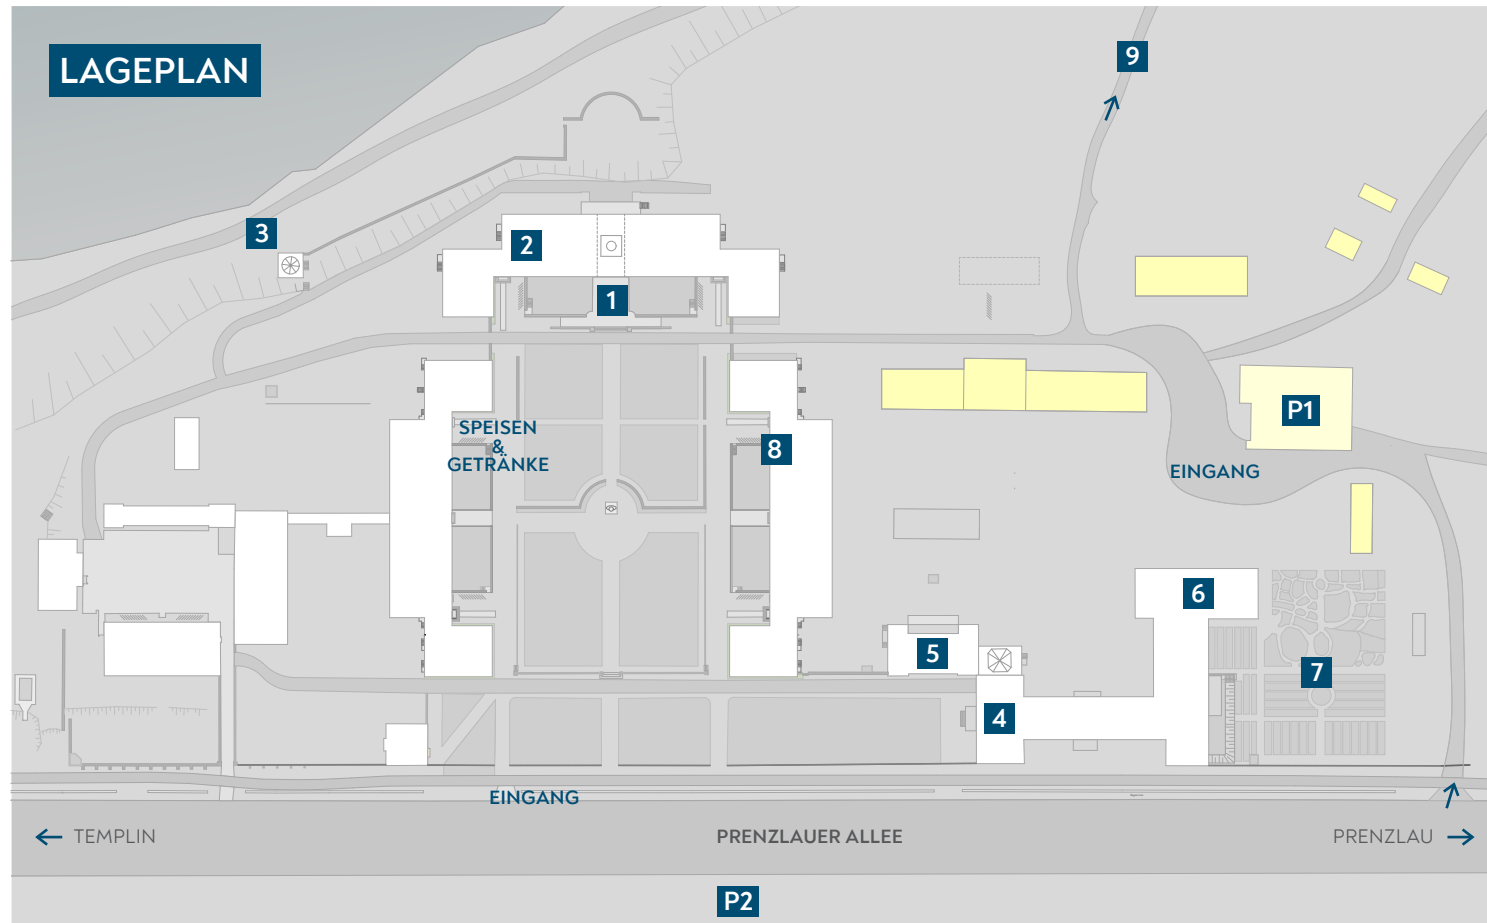 LAGEPLAN
9
3
2
1
SPEISEN
&
GETRÄNKE
8
P1
EINGANG
6
5
7
4
EINGANG
TEMPLIN
PRENZLAUER ALLEE
PRENZLAU
P2